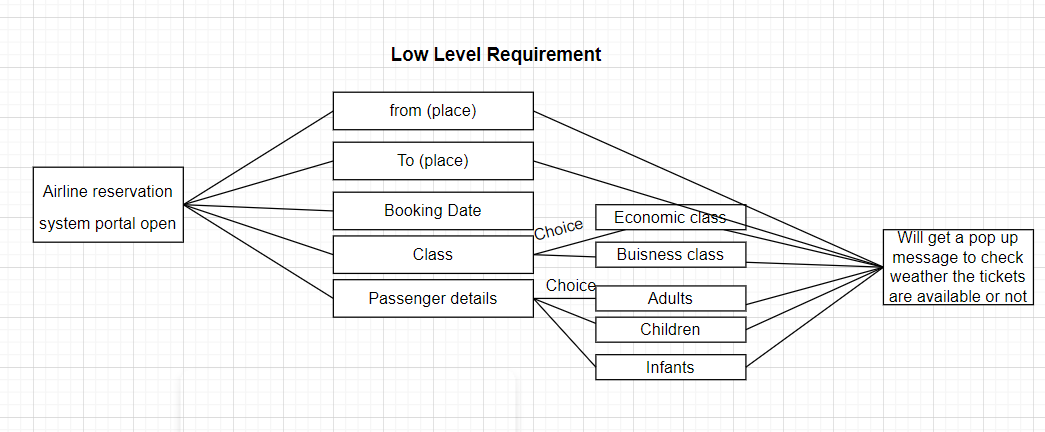 Low Level Requirement
from (place)
To (place)
Airline reservation
system portal open
Booking Date
Choice
Economic class
Class
Buisness class
Will get a pop up
message to check
weather the tickets
are available or not
Choice
Passenger details
Adults
Children
Infants